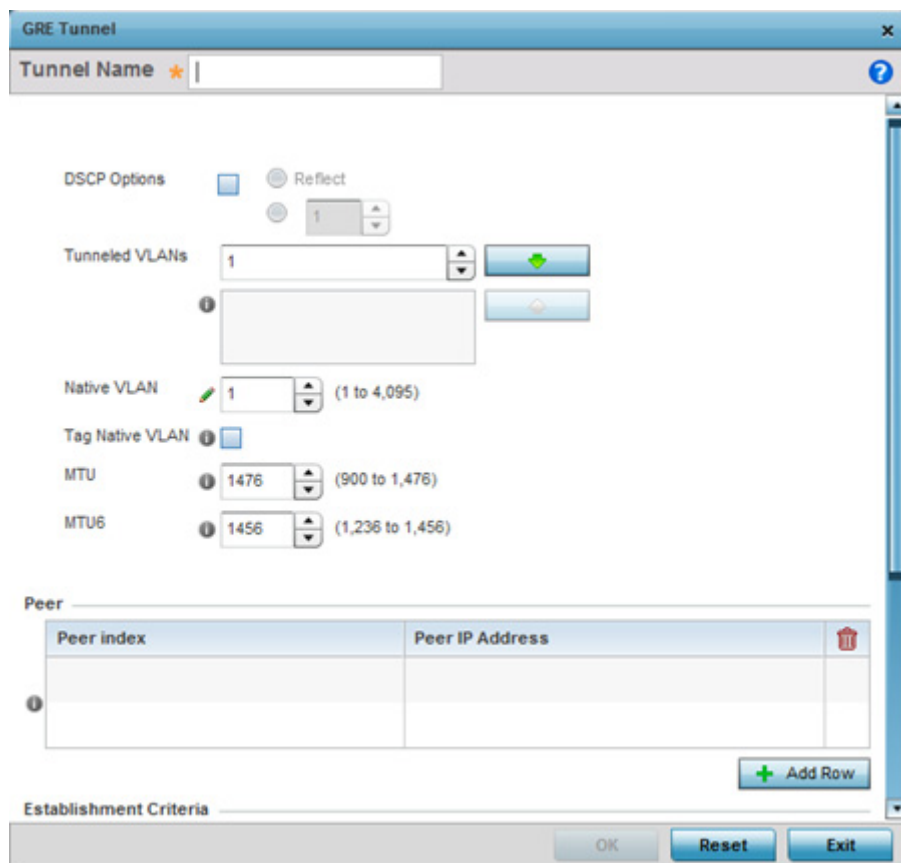 GRE Tunnel
Tunnel Name *
DSCP Options
Reflect
1
Tunneled VLANs
1
Native VLAN
1
(1 to 4,095)
Tag Native VLAN
MTU
1476
(900 to 1,476)
MTU6
1456
(1,236 to 1,456)
Peer
Peer index
Peer IP Address
Add Row
Establishment Criteria
OK
Reset
Exit